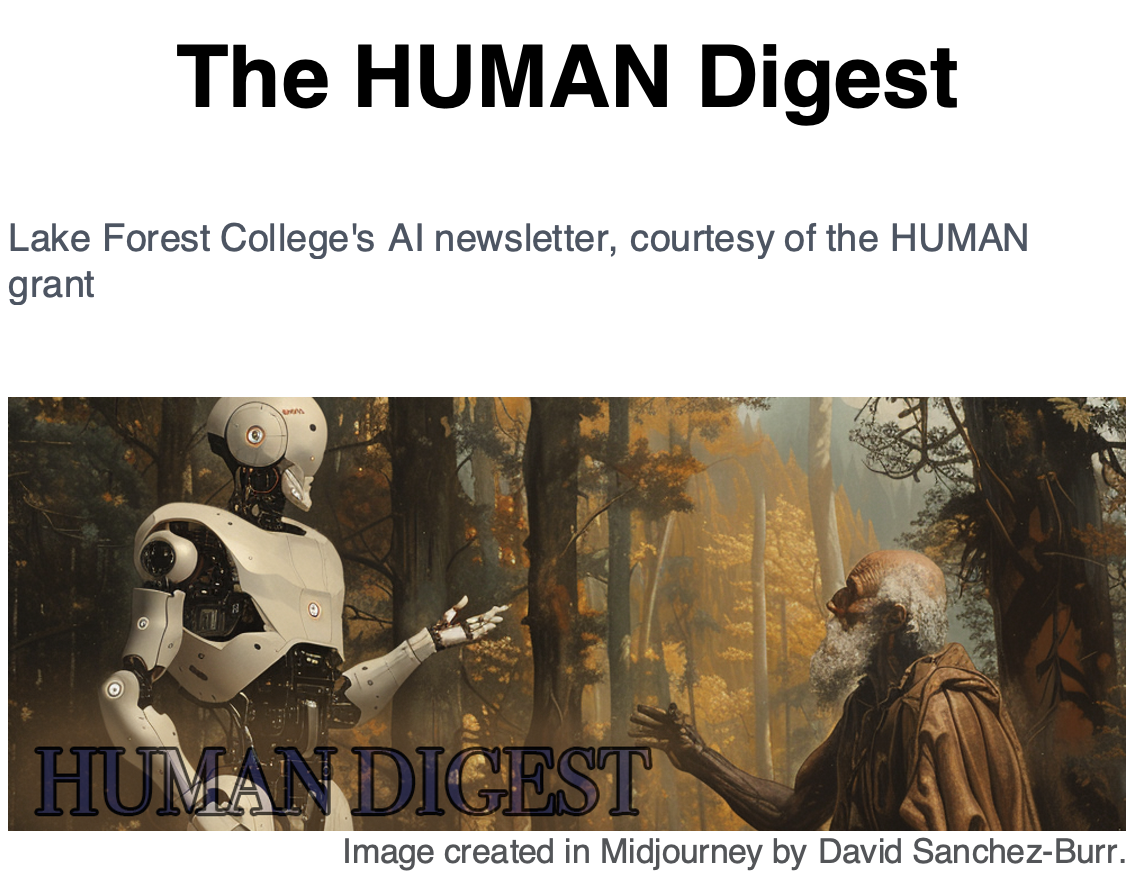 The HUMAN Digest
Lake Forest College's AI newsletter, courtesy of the HUMAN
grant
HUMAN DIGEST
Image created in Midjourney by David Sanchez-Burr.